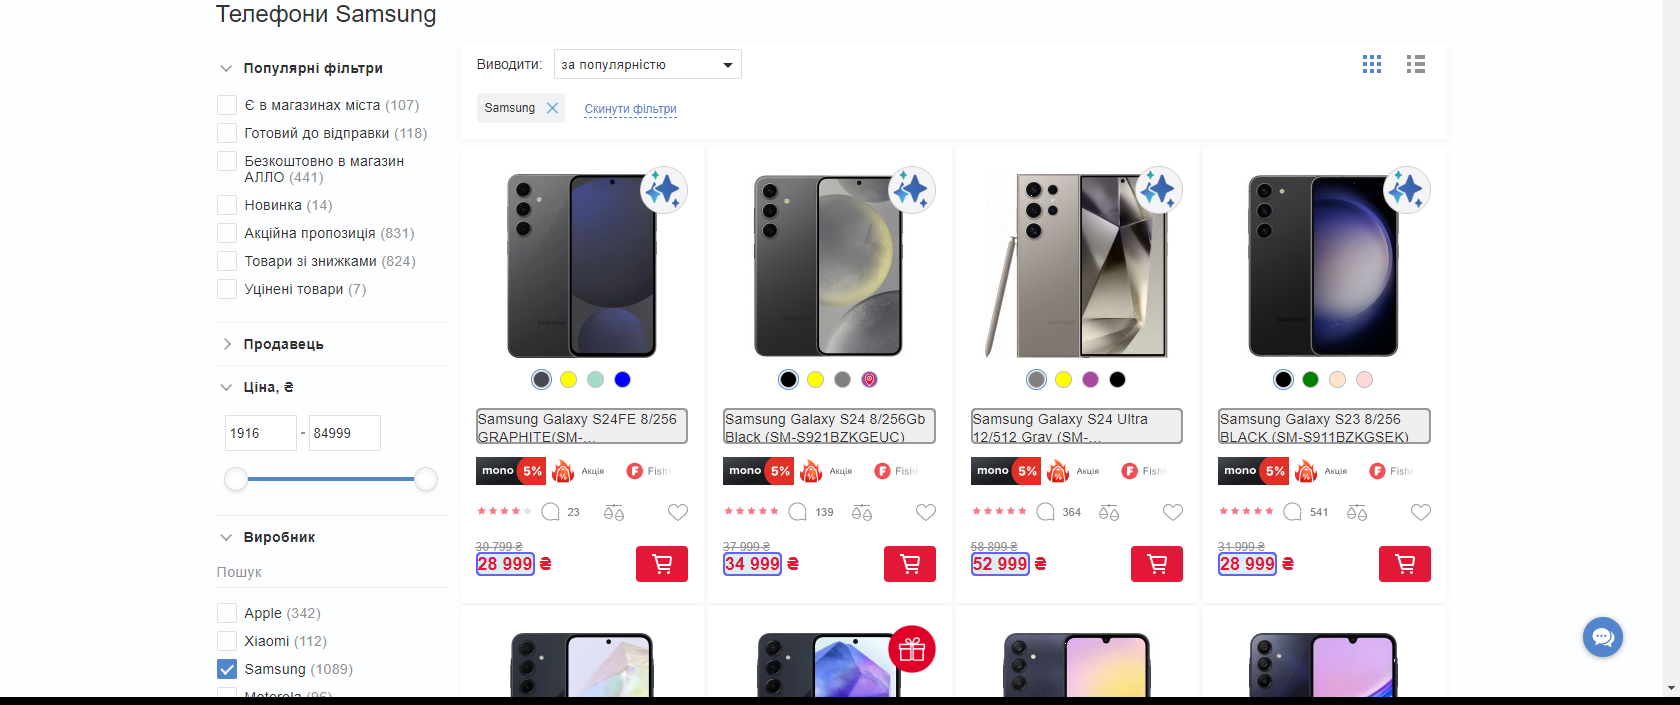 Телефони Samsung
Популярні фільтри
Є в магазинах міста (107)
Готовий до відправки (118)
Безкоштовно в магазин
АЛЛО (441)
Новинка (14)
Акційна пропозиція (831)
Товари зі знижками (824)
Уцінені товари (7)
Продавець
Ціна, ₴
1916 - 84999
Виробник
Пошук
Apple (342)
Xiaomi (112)
Samsung (1089)
Motorola (96)
Виводити: за популярністю
Samsung Скинути фільтри
Samsung Galaxy S24FE 8/256
GRAPHITE(SM-...
mono 5% Акція F Fishi
23
30 799 ₴
28 999 ₴
Samsung Galaxy S24 8/256Gb
Black (SM-S921BZKGEUC)
mono 5% Акція F Fishi
139
37 999 ₴
34 999 ₴
Samsung Galaxy S24 Ultra
12/512 Gray (SM-...
mono 5% Акція F Fishi
364
58 899 ₴
52 999 ₴
Samsung Galaxy S23 8/256
BLACK (SM-S911BZKGSEK)
mono 5% Акція F Fishi
541
31 999 ₴
28 999 ₴